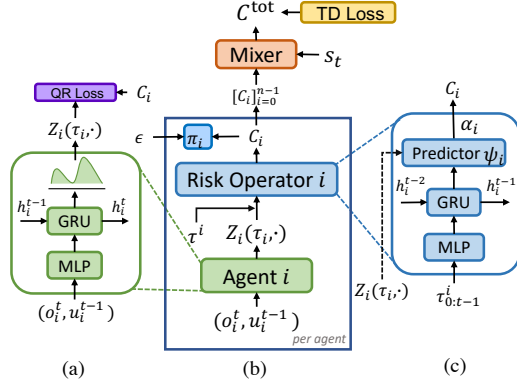 C^tot
TD Loss
Mixer
s_t
[C_i]_{i=0}^{n-1}
QR Loss
C_i
Z_i(τ_i,·)
h_i^{t-1}
GRU
h_i^t
MLP
(o_i^t, u_i^{t-1})
(a)
ϵ
π_i
C_i
Risk Operator i
τ^i
Z_i(τ_i,·)
Agent i
(o_i^t, u_i^{t-1})
per agent
(b)
C_i
α_i
Predictor ψ_i
h_i^{t-2}
GRU
h_i^{t-1}
MLP
Z_i(τ_i,·)
τ_{0:t-1}^i
(c)